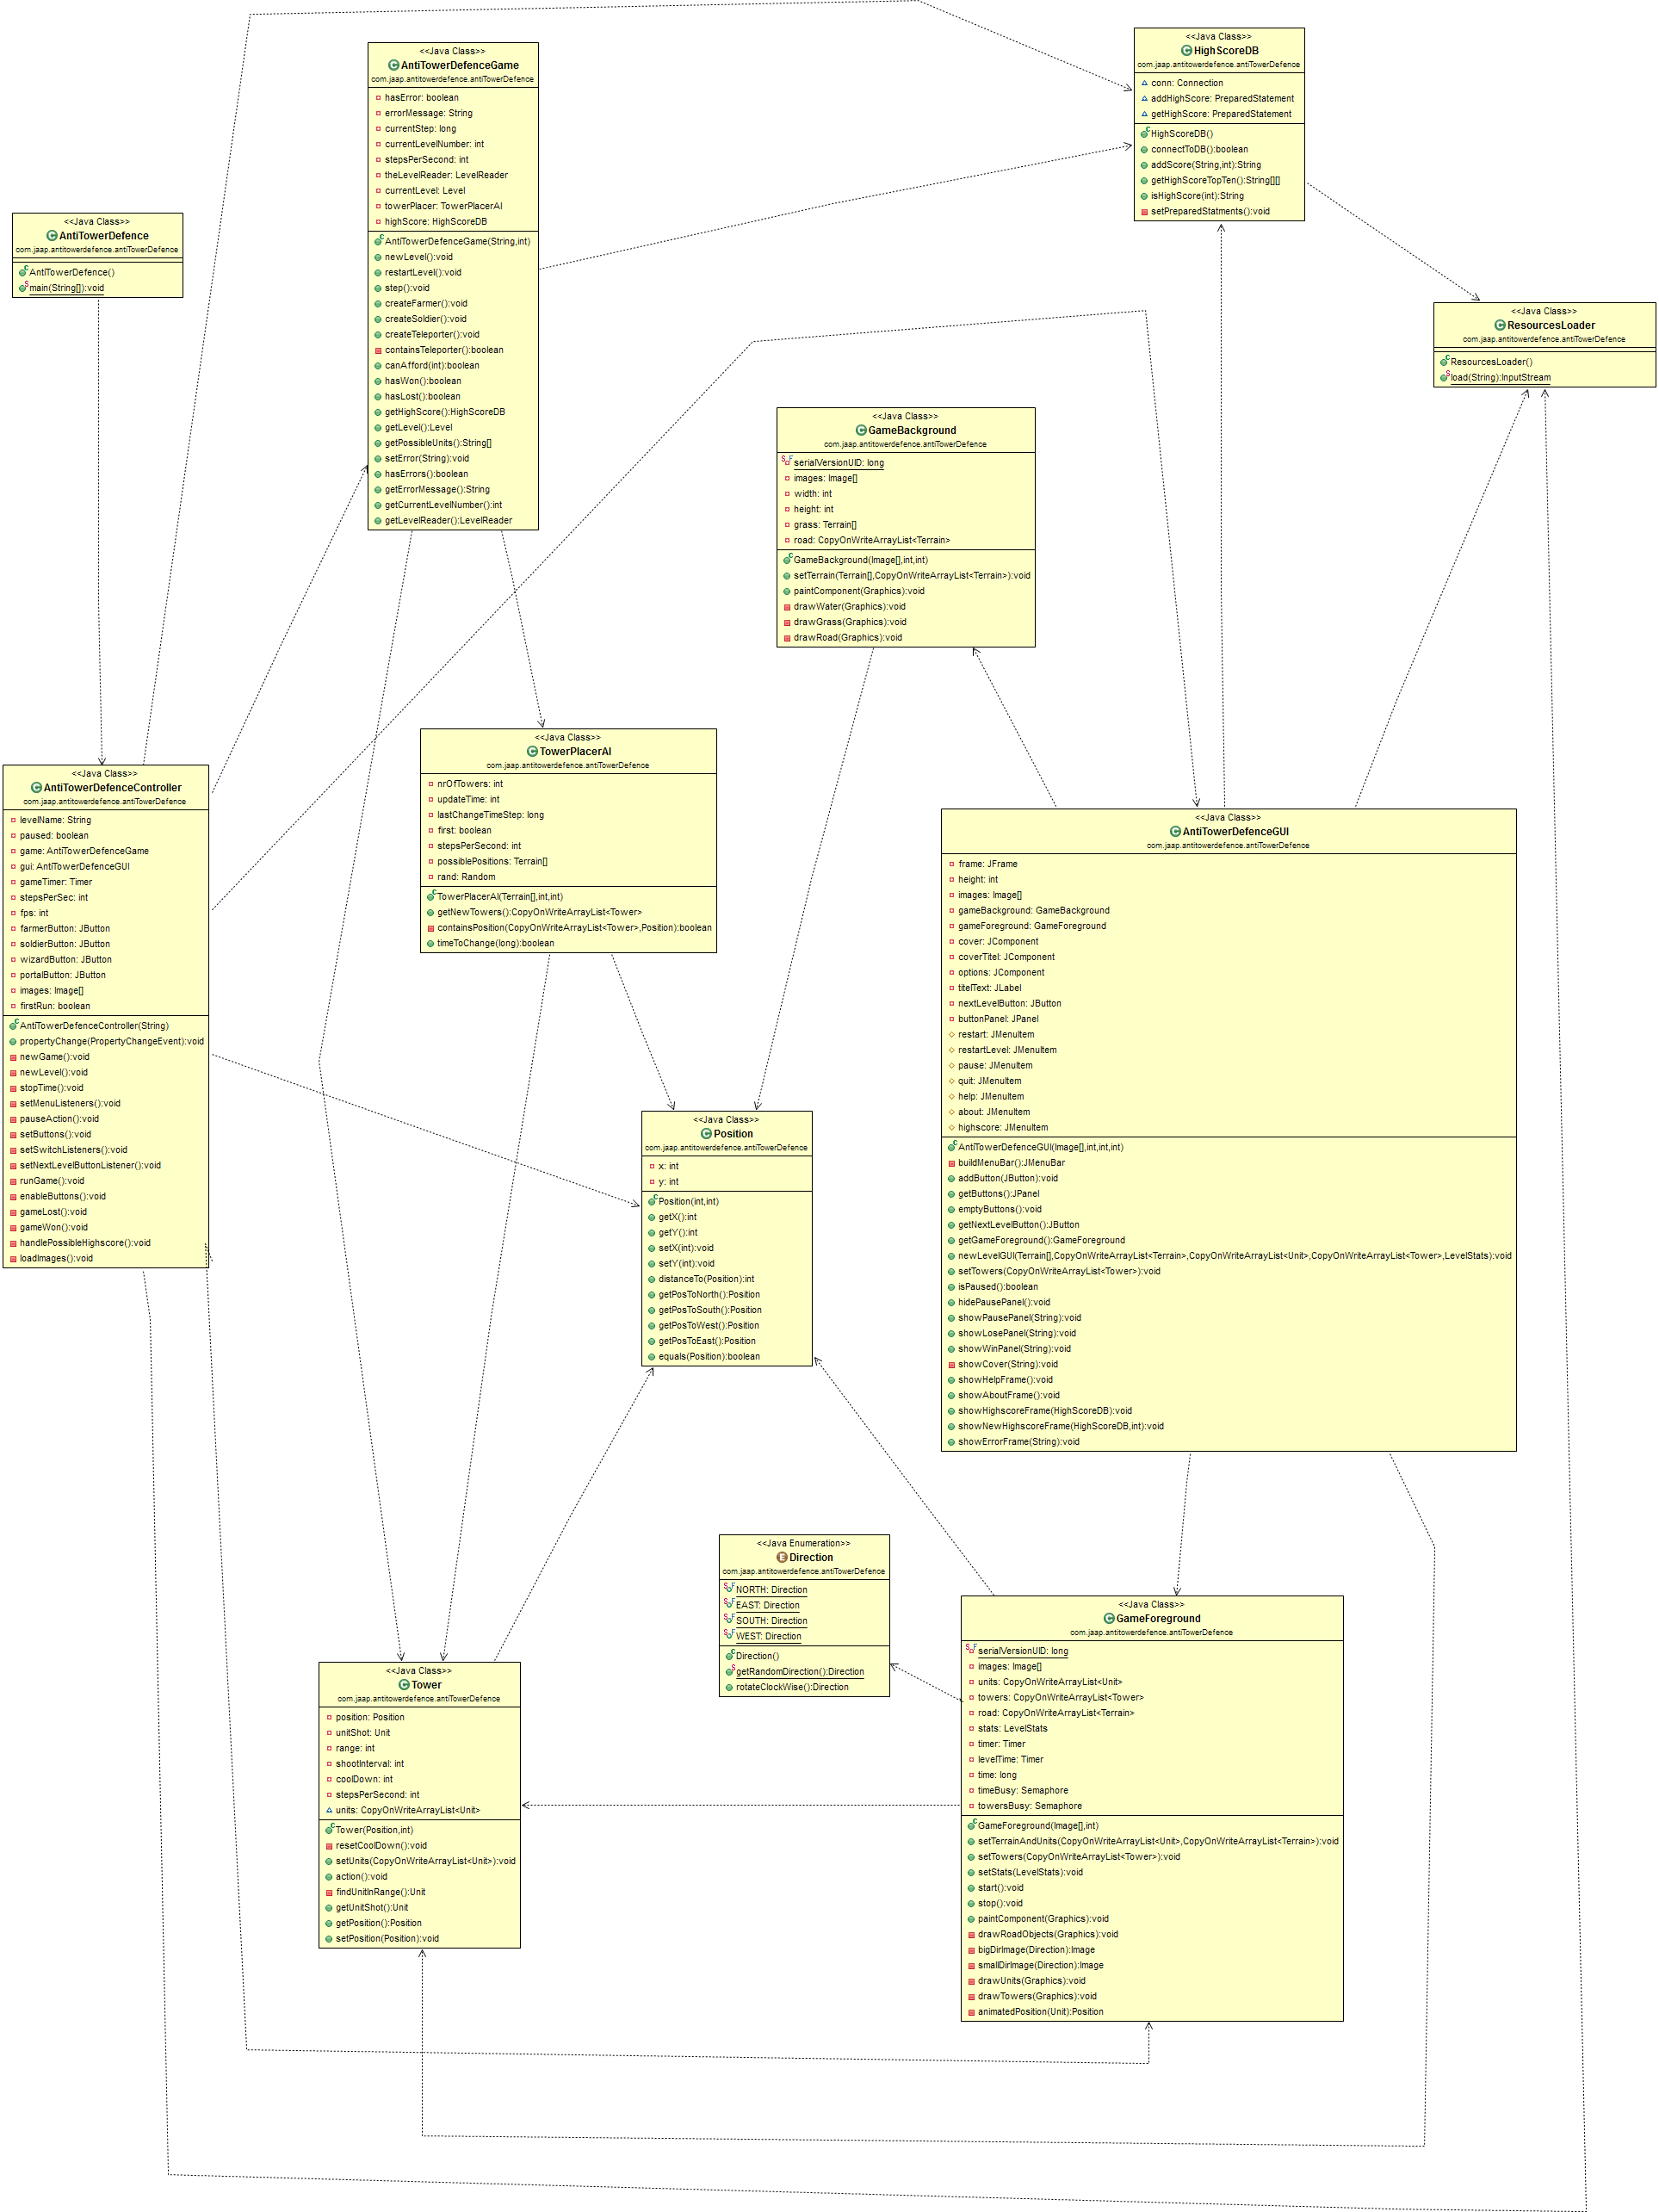 <<Java Class>>
AntiTowerDefenceGame
com.jaap.antitowerdefence.antiTowerDefence
hasError: boolean
errorMessage: String
currentStep: long
currentLevelNumber: int
stepsPerSecond: int
theLevelReader: LevelReader
currentLevel: Level
towerPlacer: TowerPlacerAI
highScore: HighScoreDB
AntiTowerDefenceGame(String,int)
newLevel():void
restartLevel():void
step():void
createFarmer():void
createSoldier():void
createTeleporter():void
containsTeleporter():boolean
canAfford(int):boolean
hasWon():boolean
hasLost():boolean
getHighScore():HighScoreDB
getLevel():Level
getPossibleUnits():String[]
setError(String):void
hasErrors():boolean
getErrorMessage():String
getCurrentLevelNumber():int
getLevelReader():LevelReader
<<Java Class>>
HighScoreDB
com.jaap.antitowerdefence.antiTowerDefence
conn: Connection
addHighScore: PreparedStatement
getHighScore: PreparedStatement
HighScoreDB()
connectToDB():boolean
addScore(String,int):String
getHighScoreTopTen():String[][]
isHighScore(int):String
setPreparedStatments():void
<<Java Class>>
AntiTowerDefence
com.jaap.antitowerdefence.antiTowerDefence
AntiTowerDefence()
main(String[]):void
<<Java Class>>
ResourcesLoader
com.jaap.antitowerdefence.antiTowerDefence
ResourcesLoader()
load(String):InputStream
<<Java Class>>
GameBackground
com.jaap.antitowerdefence.antiTowerDefence
serialVersionUID: long
images: Image[]
width: int
height: int
grass: Terrain[]
road: CopyOnWriteArrayList<Terrain>
GameBackground(Image[],int,int)
setTerrain(Terrain[],CopyOnWriteArrayList<Terrain>):void
paintComponent(Graphics):void
drawWater(Graphics):void
drawGrass(Graphics):void
drawRoad(Graphics):void
<<Java Class>>
TowerPlacerAI
com.jaap.antitowerdefence.antiTowerDefence
nrOfTowers: int
updateTime: int
lastChangeTimeStep: long
first: boolean
stepsPerSecond: int
possiblePositions: Terrain[]
rand: Random
TowerPlacerAI(Terrain[],int,int)
getNewTowers():CopyOnWriteArrayList<Tower>
containsPosition(CopyOnWriteArrayList<Tower>,Position):boolean
timeToChange(long):boolean
<<Java Class>>
AntiTowerDefenceController
com.jaap.antitowerdefence.antiTowerDefence
levelName: String
paused: boolean
game: AntiTowerDefenceGame
gui: AntiTowerDefenceGUI
gameTimer: Timer
stepsPerSec: int
fps: int
farmerButton: JButton
soldierButton: JButton
wizardButton: JButton
portalButton: JButton
images: Image[]
firstRun: boolean
AntiTowerDefenceController(String)
propertyChange(PropertyChangeEvent):void
newGame():void
newLevel():void
stopTime():void
setMenuListeners():void
pauseAction():void
setButtons():void
setSwitchListeners():void
setNextLevelButtonListener():void
runGame():void
enableButtons():void
gameLost():void
gameWon():void
handlePossibleHighscore():void
loadImages():void
<<Java Class>>
AntiTowerDefenceGUI
com.jaap.antitowerdefence.antiTowerDefence
frame: JFrame
height: int
images: Image[]
gameBackground: GameBackground
gameForeground: GameForeground
cover: JComponent
coverTitel: JComponent
options: JComponent
titelText: JLabel
nextLevelButton: JButton
buttonPanel: JPanel
restart: JMenuItem
restartLevel: JMenuItem
pause: JMenuItem
quit: JMenuItem
help: JMenuItem
about: JMenuItem
highscore: JMenuItem
AntiTowerDefenceGUI(Image[],int,int,int)
buildMenuBar():JMenuBar
addButton(JButton):void
getButtons():JPanel
emptyButtons():void
getNextLevelButton():JButton
getGameForeground():GameForeground
newLevelGUI(Terrain[],CopyOnWriteArrayList<Terrain>,CopyOnWriteArrayList<Unit>,CopyOnWriteArrayList<Tower>,LevelStats):void
setTowers(CopyOnWriteArrayList<Tower>):void
isPaused():boolean
hidePausePanel():void
showPausePanel(String):void
showLosePanel(String):void
showWinPanel(String):void
showCover(String):void
showHelpFrame():void
showAboutFrame():void
showHighscoreFrame(HighScoreDB):void
showNewHighscoreFrame(HighScoreDB,int):void
showErrorFrame(String):void
<<Java Class>>
Position
com.jaap.antitowerdefence.antiTowerDefence
x: int
y: int
Position(int,int)
getX():int
getY():int
setX(int):void
setY(int):void
distanceTo(Position):int
getPosToNorth():Position
getPosToSouth():Position
getPosToWest():Position
getPosToEast():Position
equals(Position):boolean
<<Java Enumeration>>
Direction
com.jaap.antitowerdefence.antiTowerDefence
NORTH: Direction
EAST: Direction
SOUTH: Direction
WEST: Direction
Direction()
getRandomDirection():Direction
rotateClockWise():Direction
<<Java Class>>
GameForeground
com.jaap.antitowerdefence.antiTowerDefence
serialVersionUID: long
images: Image[]
units: CopyOnWriteArrayList<Unit>
towers: CopyOnWriteArrayList<Tower>
road: CopyOnWriteArrayList<Terrain>
stats: LevelStats
timer: Timer
levelTime: Timer
time: long
timeBusy: Semaphore
towersBusy: Semaphore
GameForeground(Image[],int)
setTerrainAndUnits(CopyOnWriteArrayList<Unit>,CopyOnWriteArrayList<Terrain>):void
setTowers(CopyOnWriteArrayList<Tower>):void
setStats(LevelStats):void
start():void
stop():void
paintComponent(Graphics):void
drawRoadObjects(Graphics):void
bigDirImage(Direction):Image
smallDirImage(Direction):Image
drawUnits(Graphics):void
drawTowers(Graphics):void
animatedPosition(Unit):Position
<<Java Class>>
Tower
com.jaap.antitowerdefence.antiTowerDefence
position: Position
unitShot: Unit
range: int
shootInterval: int
coolDown: int
stepsPerSecond: int
units: CopyOnWriteArrayList<Unit>
Tower(Position,int)
resetCoolDown():void
setUnits(CopyOnWriteArrayList<Unit>):void
action():void
findUnitInRange():Unit
getUnitShot():Unit
getPosition():Position
setPosition(Position):void